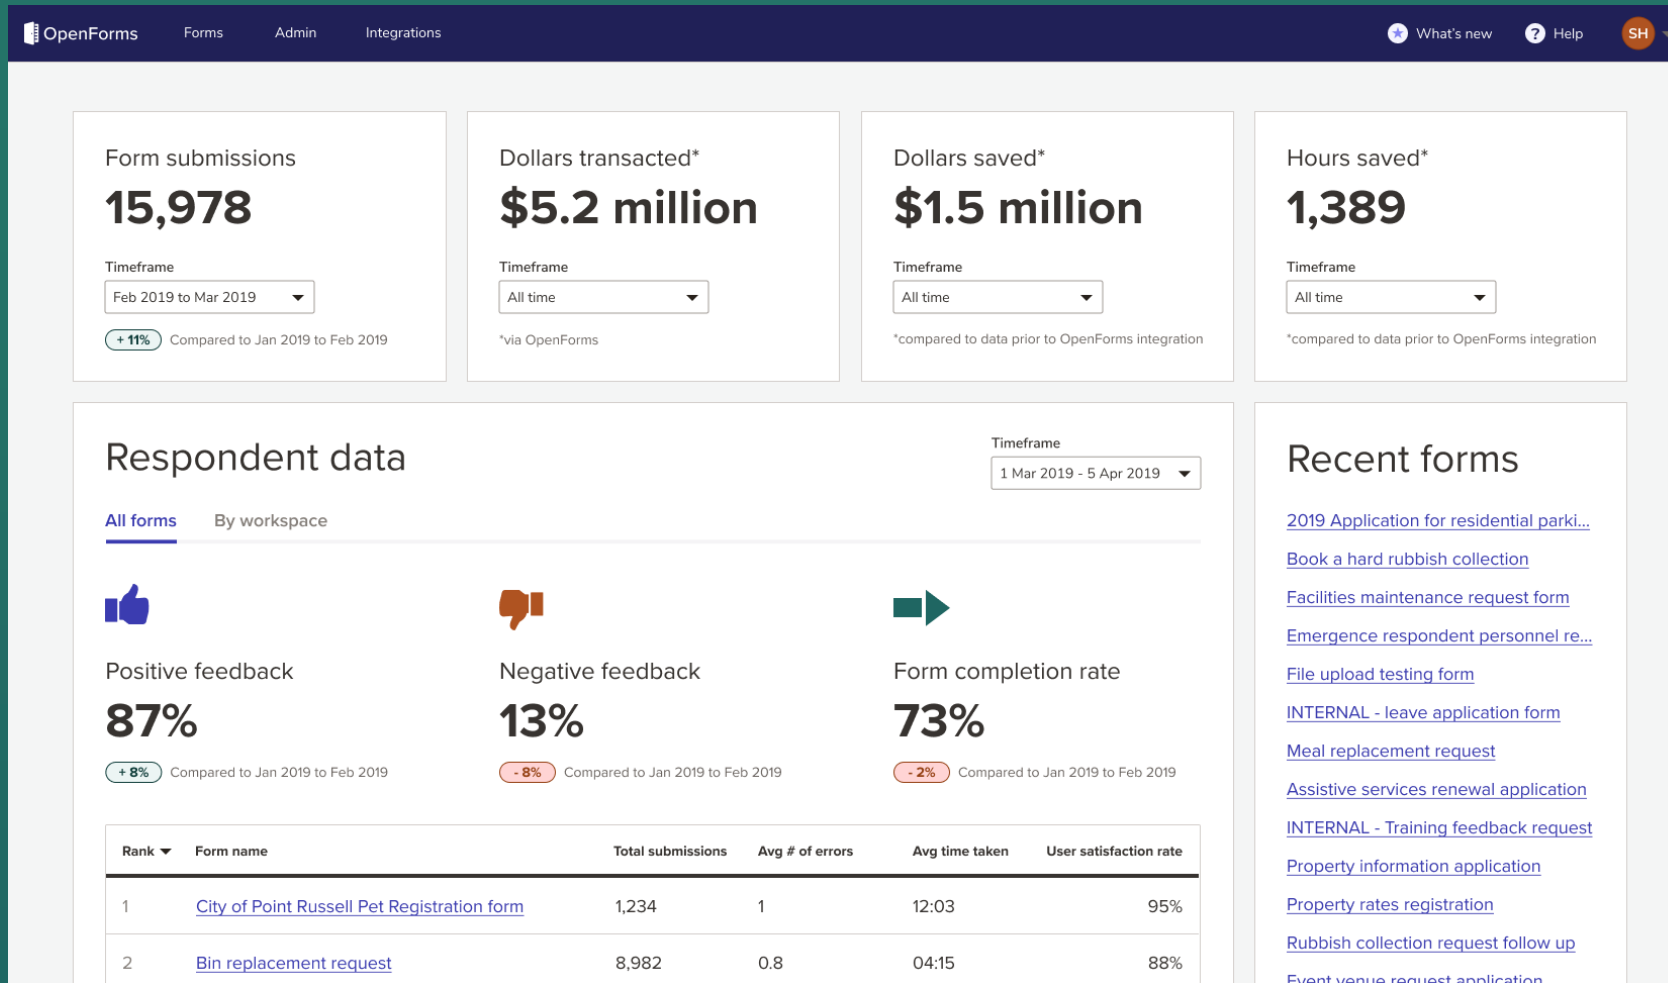 OpenForms Forms Admin Integrations What's new Help SH
Form submissions
15,978
Timeframe
Feb 2019 to Mar 2019
+ 11% Compared to Jan 2019 to Feb 2019
Dollars transacted*
$5.2 million
Timeframe
All time
*via OpenForms
Dollars saved*
$1.5 million
Timeframe
All time
*compared to data prior to OpenForms integration
Hours saved*
1,389
Timeframe
All time
*compared to data prior to OpenForms integration
Respondent data
Timeframe
1 Mar 2019 - 5 Apr 2019
All forms By workspace
Positive feedback
87%
+ 8% Compared to Jan 2019 to Feb 2019
Negative feedback
13%
- 8% Compared to Jan 2019 to Feb 2019
Form completion rate
73%
- 2% Compared to Jan 2019 to Feb 2019
Rank Form name Total submissions Avg # of errors Avg time taken User satisfaction rate
1 City of Point Russell Pet Registration form 1,234 1 12:03 95%
2 Bin replacement request 8,982 0.8 04:15 88%
Recent forms
2019 Application for residential parki...
Book a hard rubbish collection
Facilities maintenance request form
Emergence respondent personnel re...
File upload testing form
INTERNAL - leave application form
Meal replacement request
Assistive services renewal application
INTERNAL - Training feedback request
Property information application
Property rates registration
Rubbish collection request follow up
Event venue request application